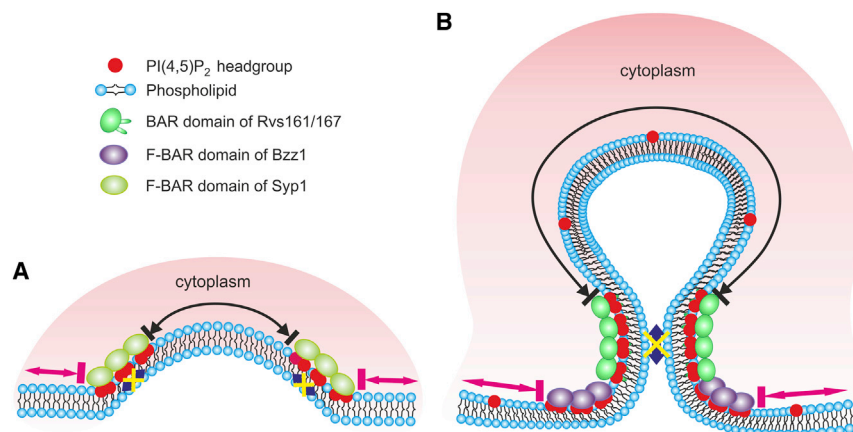 B
PI(4,5)P₂ headgroup
Phospholipid
BAR domain of Rvs161/167
F-BAR domain of Bzz1
F-BAR domain of Syp1
cytoplasm
A
cytoplasm